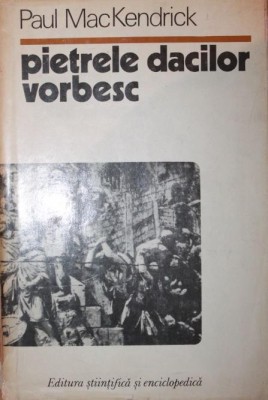 Paul MacKendrick
pietrele dacilor
vorbesc
Editura științifică și enciclopedică